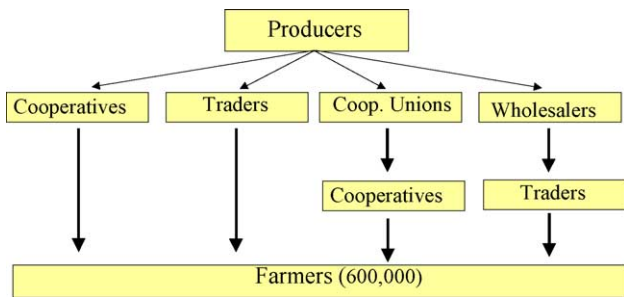 Producers
Cooperatives
Traders
Coop. Unions
Wholesalers
Cooperatives
Traders
Farmers (600,000)